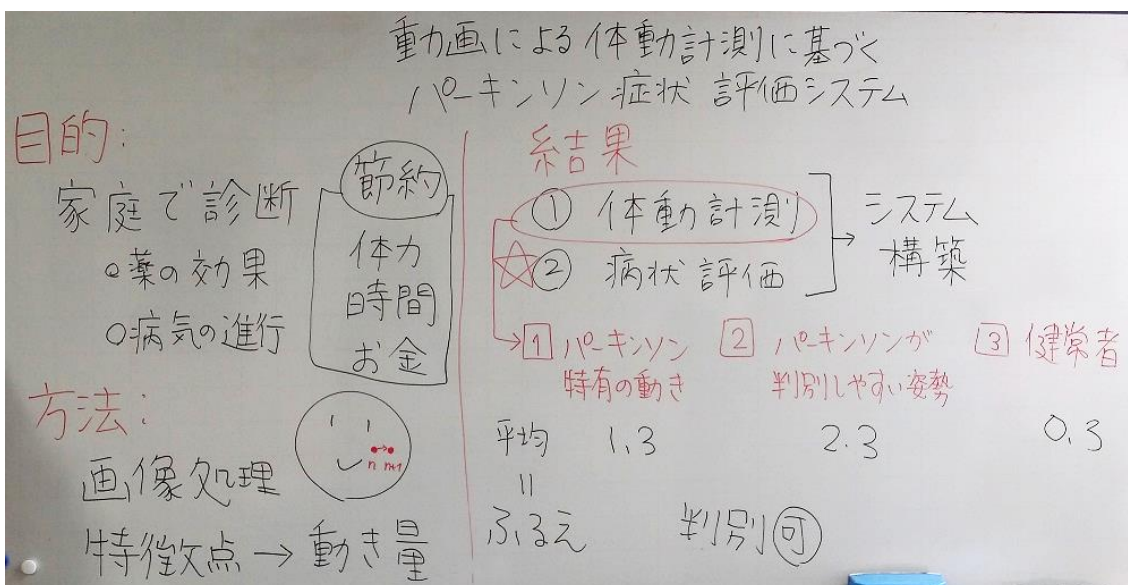 動画による体動計測に基づく
パーキンソン症状 評価システム
目的:
家庭で診断
○薬の効果
○病気の進行
節約
体力
時間
お金
方法:
画像処理
特徴点→動き量
n n+1
結果
① 体動計測
② 病状評価
→ システム
構築
→1 パーキンソン
特有の動き
2 パーキンソンが
判別しやすい姿勢
3 健常者
平均 1.3 2.3 0.3
=
ふるえ 判別可